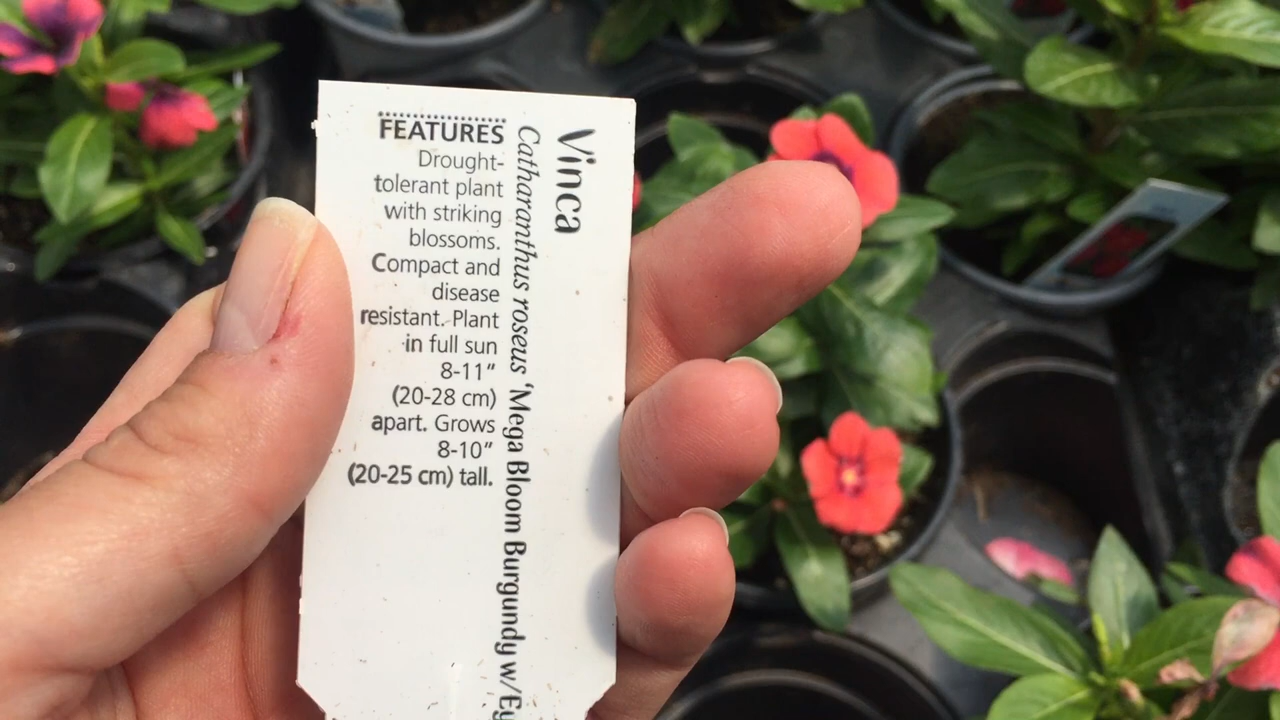 Vinca
Catharanthus roseus 'Mega Bloom Burgundy w/Ey
FEATURES
Drought-
tolerant plant
with striking
blossoms.
Compact and
disease
resistant. Plant
in full sun
8-11"
(20-28 cm)
apart. Grows
8-10"
(20-25 cm) tall.